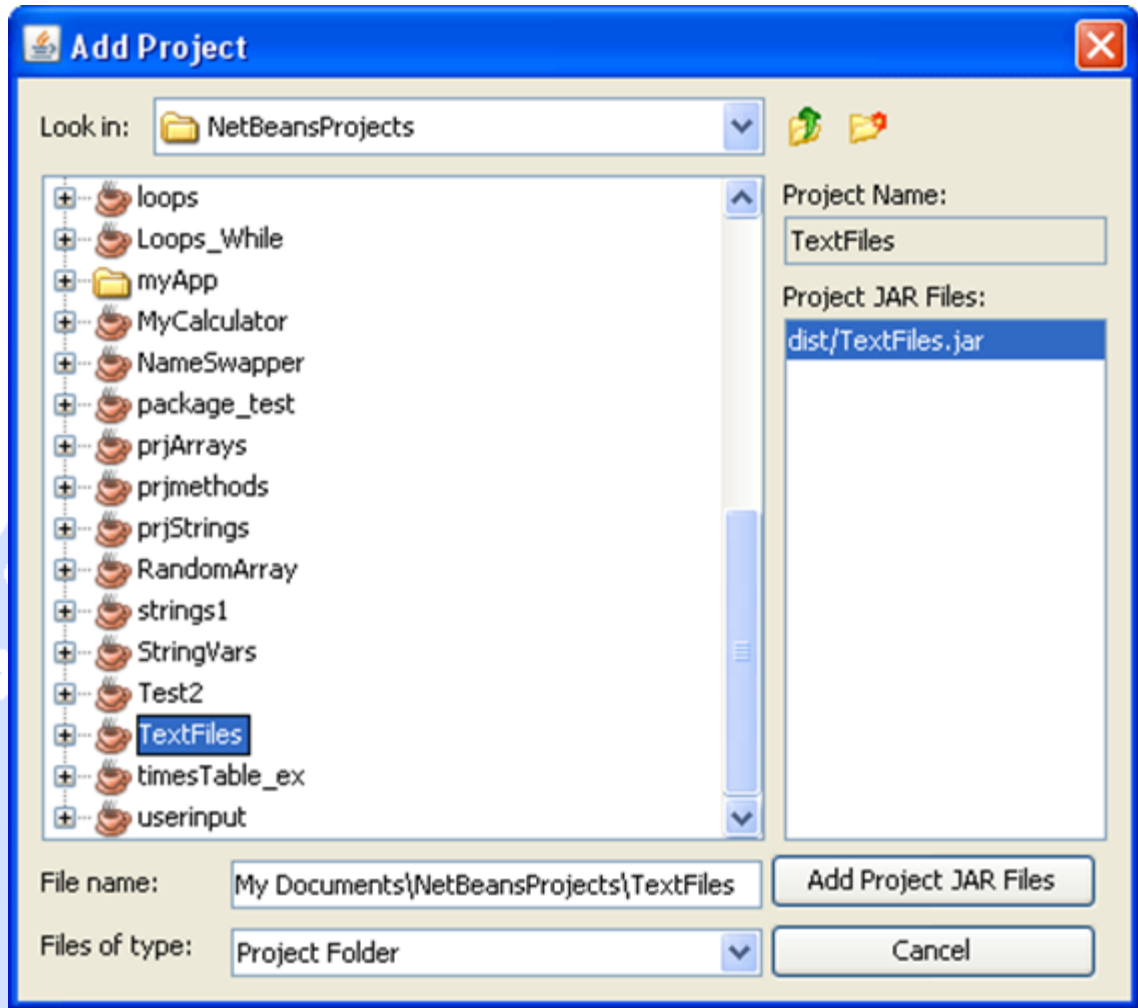 Add Project
Look in: NetBeansProjects
loops
Loops_While
myApp
MyCalculator
NameSwapper
package_test
prjArrays
prjmethods
prjStrings
RandomArray
strings1
StringVars
Test2
TextFiles
timesTable_ex
userinput
Project Name:
TextFiles
Project JAR Files:
dist/TextFiles.jar
File name: My Documents\NetBeansProjects\TextFiles
Add Project JAR Files
Files of type: Project Folder
Cancel